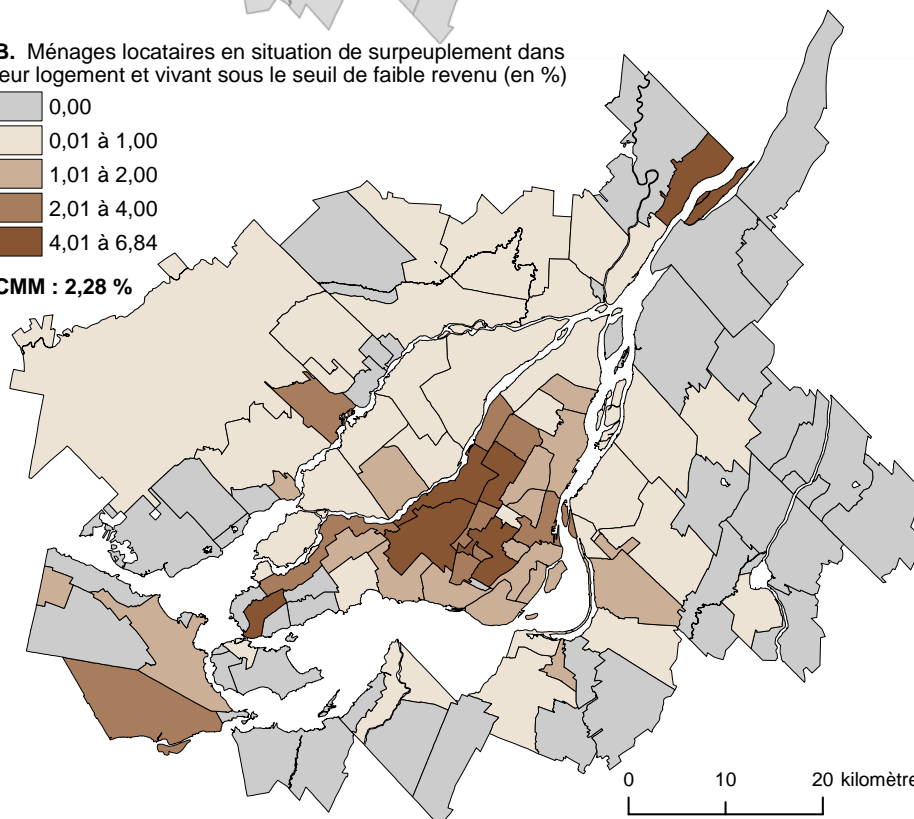 B. Ménages locataires en situation de surpeuplement dans
leur logement et vivant sous le seuil de faible revenu (en %)
0,00
0,01 à 1,00
1,01 à 2,00
2,01 à 4,00
4,01 à 6,84
CMM : 2,28 %
0 10 20 kilomètre